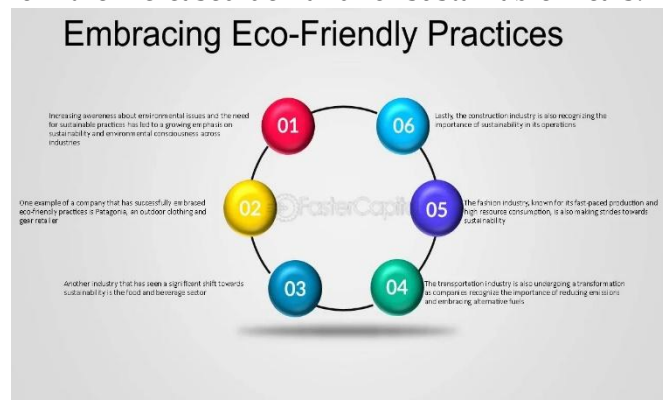 Embracing Eco-Friendly Practices
Increasing awareness about environmental issues and the need
for sustainable practices has led to a growing emphasis on
sustainability and environmental consciousness across
industries
01
06
Lastly, the construction industry is also recognizing the
importance of sustainability in its operations
One example of a company that has successfully embraced
eco-friendly practices is Patagonia, an outdoor clothing and
gear retailer
02
FasterCapital
05
The fashion industry, known for its fast-paced production and
high resource consumption, is also making strides towards
sustainability
Another industry that has seen a significant shift towards
sustainability is the food and beverage sector
03
04
The transportation industry is also undergoing a transformation
as companies recognize the importance of reducing emissions
and embracing alternative fuels